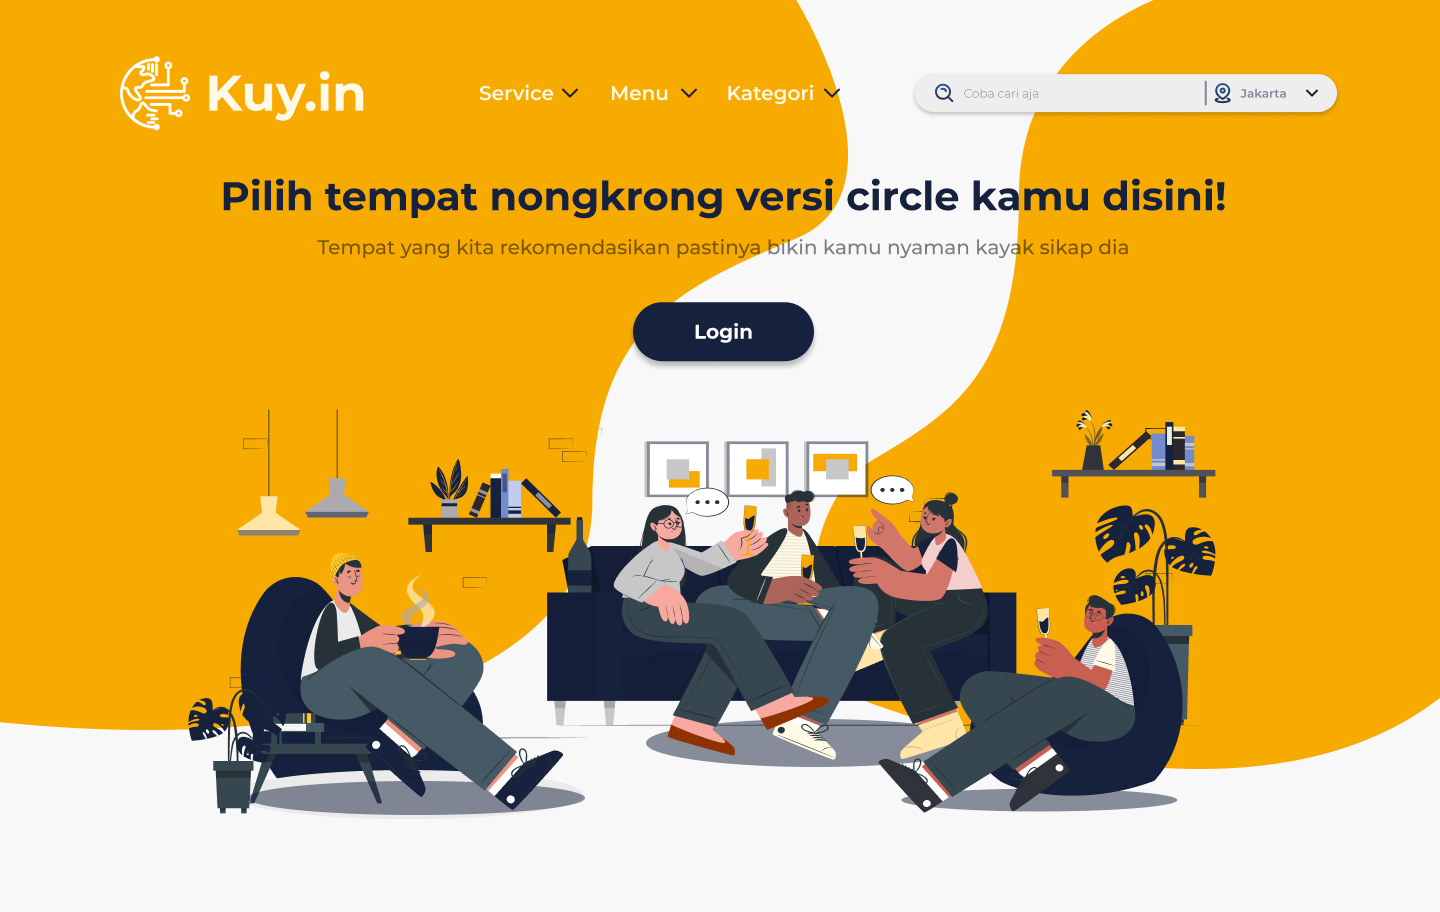 Kuy.in
Service
Menu
Kategori
Coba cari aja
Jakarta
Pilih tempat nongkrong versi circle kamu disini!
Tempat yang kita rekomendasikan pastinya bikin kamu nyaman kayak sikap dia
Login